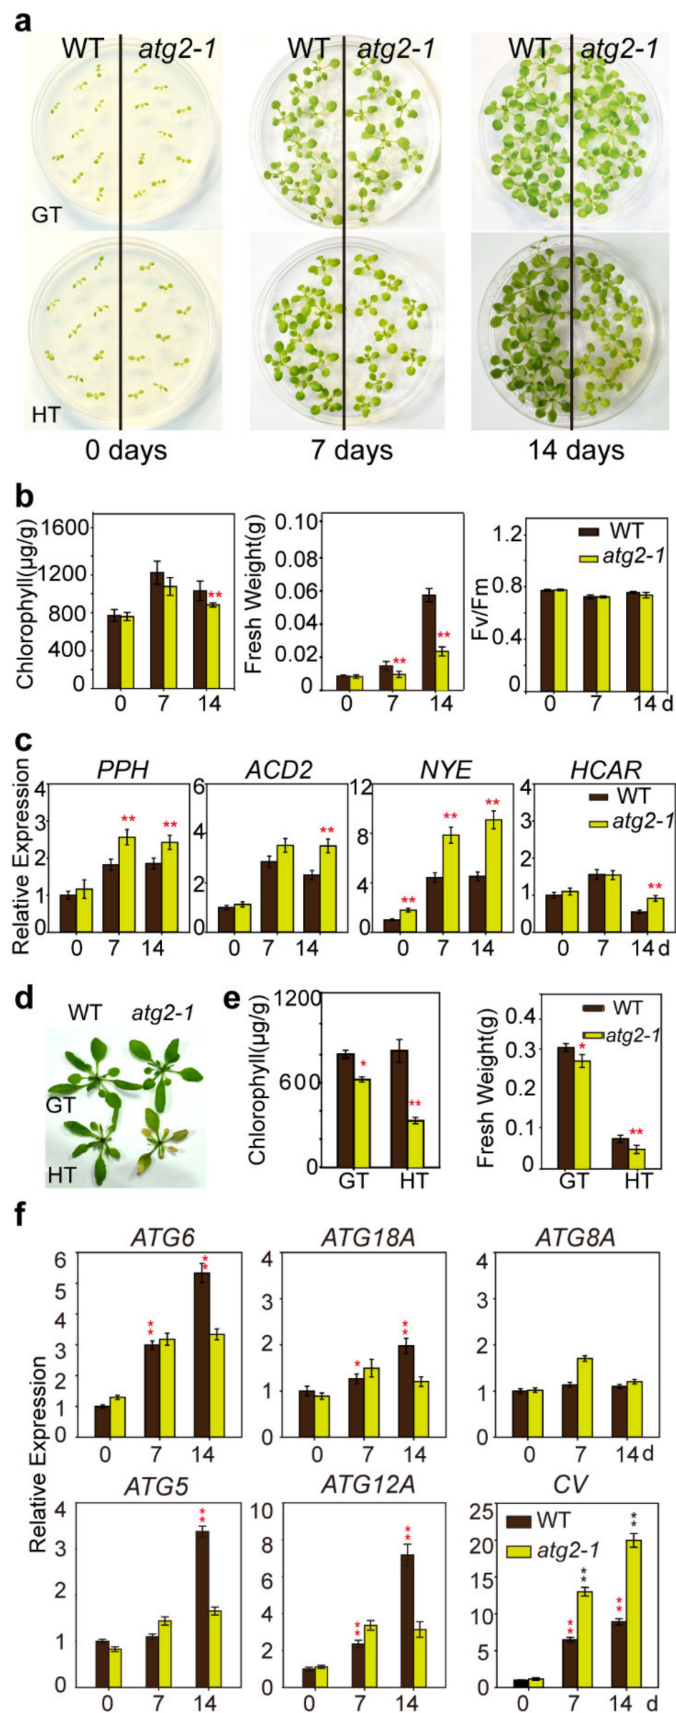 a
WT atg2-1 WT atg2-1 WT atg2-1
GT
HT
0 days 7 days 14 days
b
Chlorophyll(µg/g)
1600
1200
800
400
0
0 7 14
**
Fresh Weight(g)
0.10
0.08
0.06
0.04
0.02
0
0 7 14
**
**
Fv/Fm
1.2
0.8
0.4
0
0 7 14 d
WT
atg2-1
c
Relative Expression
PPH
4
3
2
1
0
0 7 14
**
**
ACD2
6
4
2
0
0 7 14
**
NYE
12
8
4
0
0 7 14
**
**
**
HCAR
4
3
2
1
0
0 7 14 d
WT
atg2-1
**
d
WT atg2-1
GT
HT
e
Chlorophyll(µg/g)
1200
600
0
GT HT
*
**
Fresh Weight(g)
0.4
0.3
0.1
0
GT HT
WT
atg2-1
*
**
f
Relative Expression
ATG6
6
5
4
3
2
1
0
0 7 14
**
**
ATG18A
4
3
2
1
0
0 7 14
*
**
ATG8A
4
3
2
1
0
0 7 14 d
ATG5
4
3
2
1
0
0 7 14
**
ATG12A
10
8
6
4
2
0
0 7 14
**
**
CV
25
20
15
10
5
0
0 7 14 d
WT
atg2-1
**
**
**
**